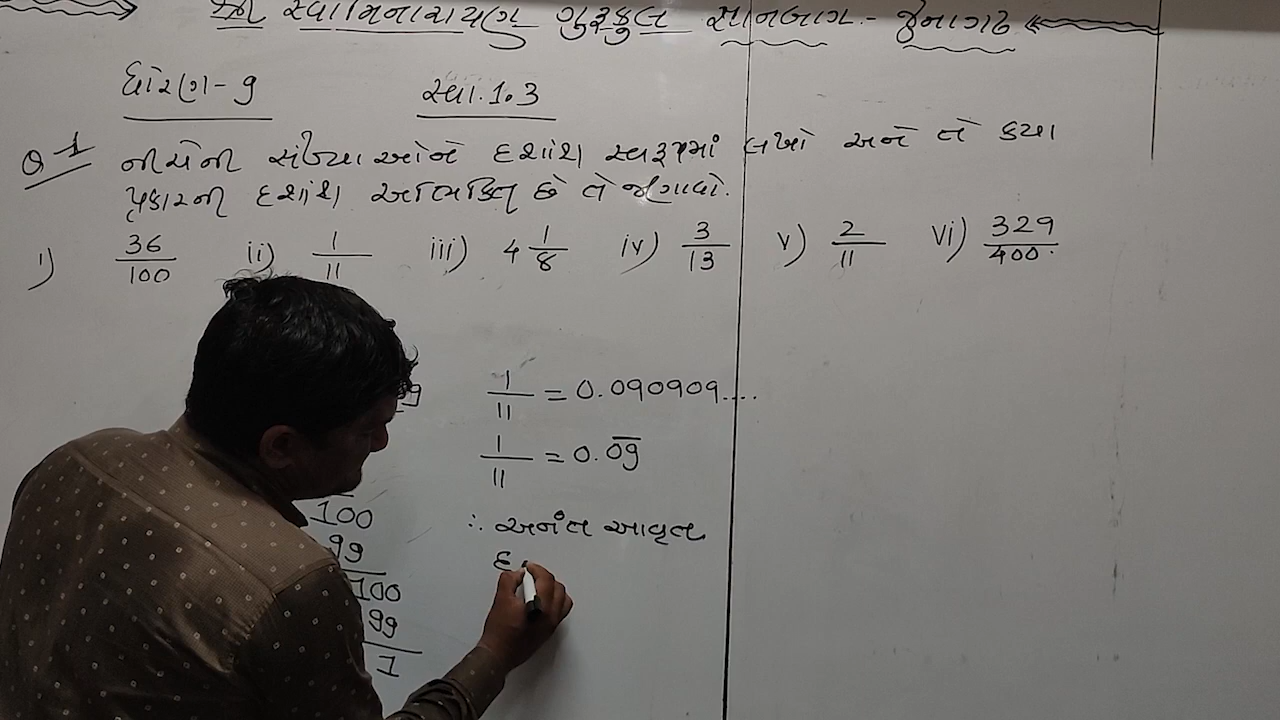 શ્રી સ્વામિનારાયણ ગુરુકુલ જ્ઞાનબાગ - જૂનાગઢ
ધોરણ - 9 સ્વા. 1.3
Q 1 નીચેની સંખ્યાઓને દશાંશ સ્વરૂપમાં લખો અને તે કયા
પ્રકારની દશાંશ અભિવ્યક્તિ છે તે જણાવો.
i) 36/100 ii) 1/11 iii) 4 1/8 iv) 3/13 v) 2/11 vi) 329/400
1/11 = 0.090909....
1/11 = 0.0̅9̅
∴ અનંત આવૃત
દ
100
99
100
99
1